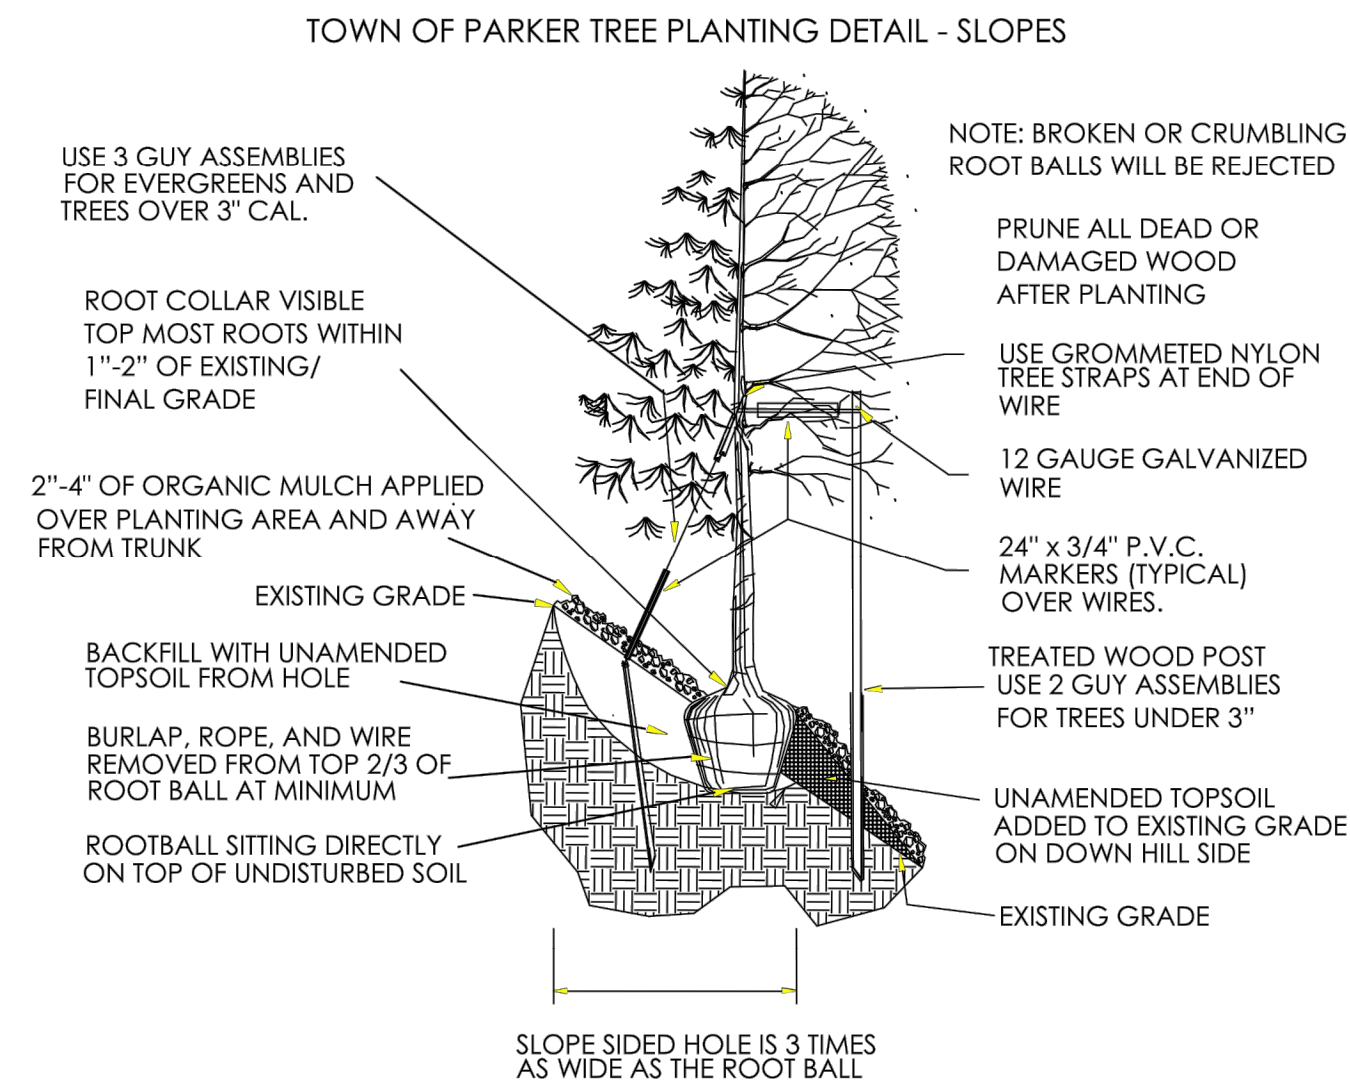 TOWN OF PARKER TREE PLANTING DETAIL - SLOPES
USE 3 GUY ASSEMBLIES
FOR EVERGREENS AND
TREES OVER 3" CAL.
ROOT COLLAR VISIBLE
TOP MOST ROOTS WITHIN
1”-2” OF EXISTING/
FINAL GRADE
2”-4" OF ORGANIC MULCH APPLIED
OVER PLANTING AREA AND AWAY
FROM TRUNK
EXISTING GRADE
BACKFILL WITH UNAMENDED
TOPSOIL FROM HOLE
BURLAP, ROPE, AND WIRE
REMOVED FROM TOP 2/3 OF
ROOT BALL AT MINIMUM
ROOTBALL SITTING DIRECTLY
ON TOP OF UNDISTURBED SOIL
NOTE: BROKEN OR CRUMBLING
ROOT BALLS WILL BE REJECTED
PRUNE ALL DEAD OR
DAMAGED WOOD
AFTER PLANTING
USE GROMMETED NYLON
TREE STRAPS AT END OF
WIRE
12 GAUGE GALVANIZED
WIRE
24" x 3/4" P.V.C.
MARKERS (TYPICAL)
OVER WIRES.
TREATED WOOD POST
USE 2 GUY ASSEMBLIES
FOR TREES UNDER 3”
UNAMENDED TOPSOIL
ADDED TO EXISTING GRADE
ON DOWN HILL SIDE
EXISTING GRADE
SLOPE SIDED HOLE IS 3 TIMES
AS WIDE AS THE ROOT BALL